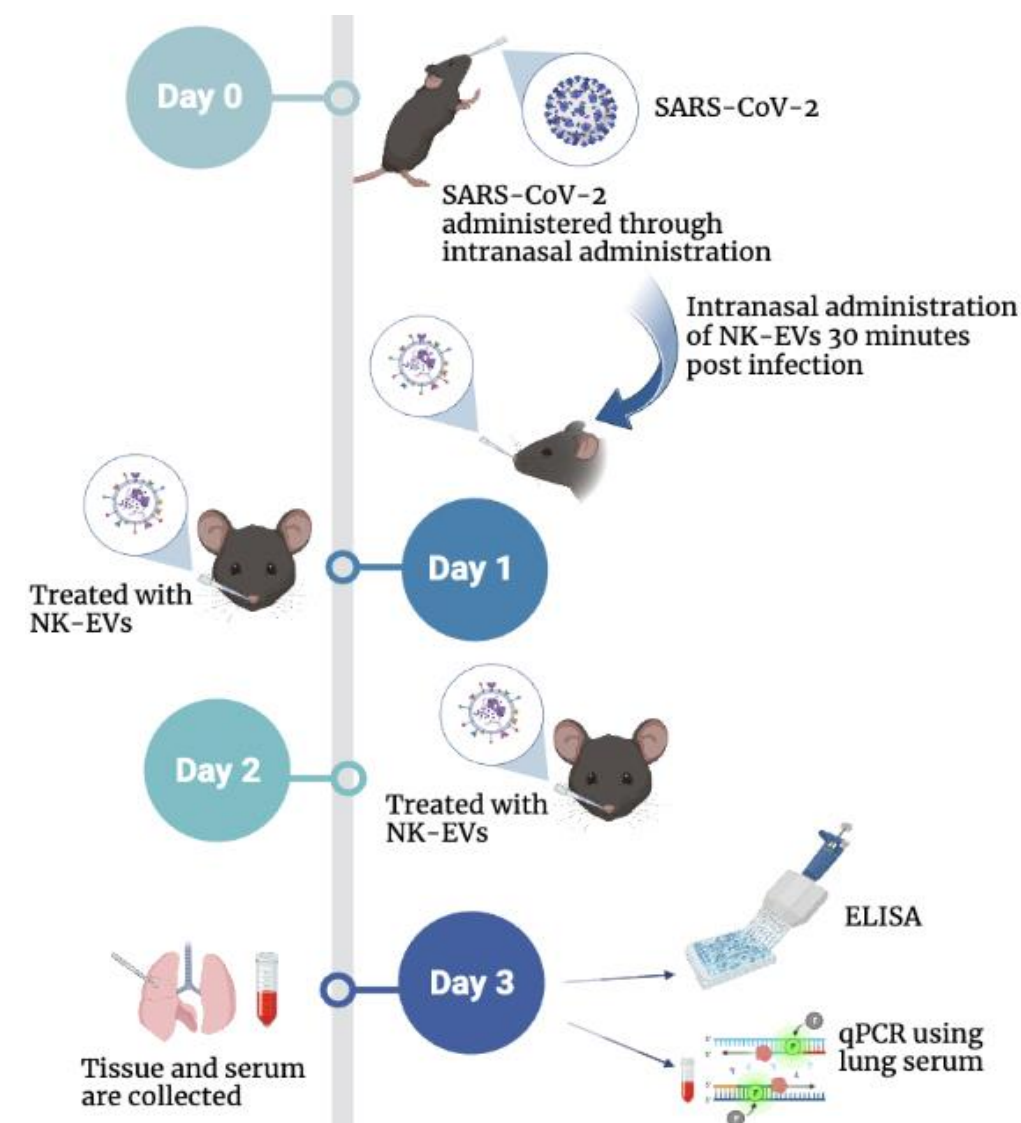 Day 0
SARS-CoV-2
SARS-CoV-2
administered through
intranasal administration
Intranasal administration
of NK-EVs 30 minutes
post infection
Day 1
Treated with
NK-EVs
Day 2
Treated with
NK-EVs
Day 3
ELISA
Tissue and serum
are collected
qPCR using
lung serum